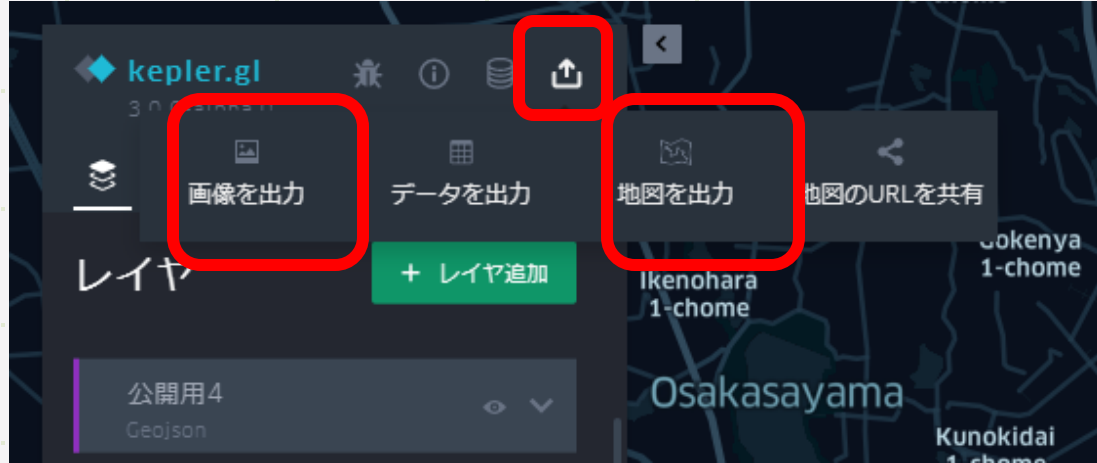 kepler.gl
画像を出力
データを出力
地図を出力
地図のURLを共有
レイヤ
+ レイヤ追加
公開用4
Geojson
Ikenohara
1-chome
Gokenya
1-chome
Osakasayama
Kunokidai